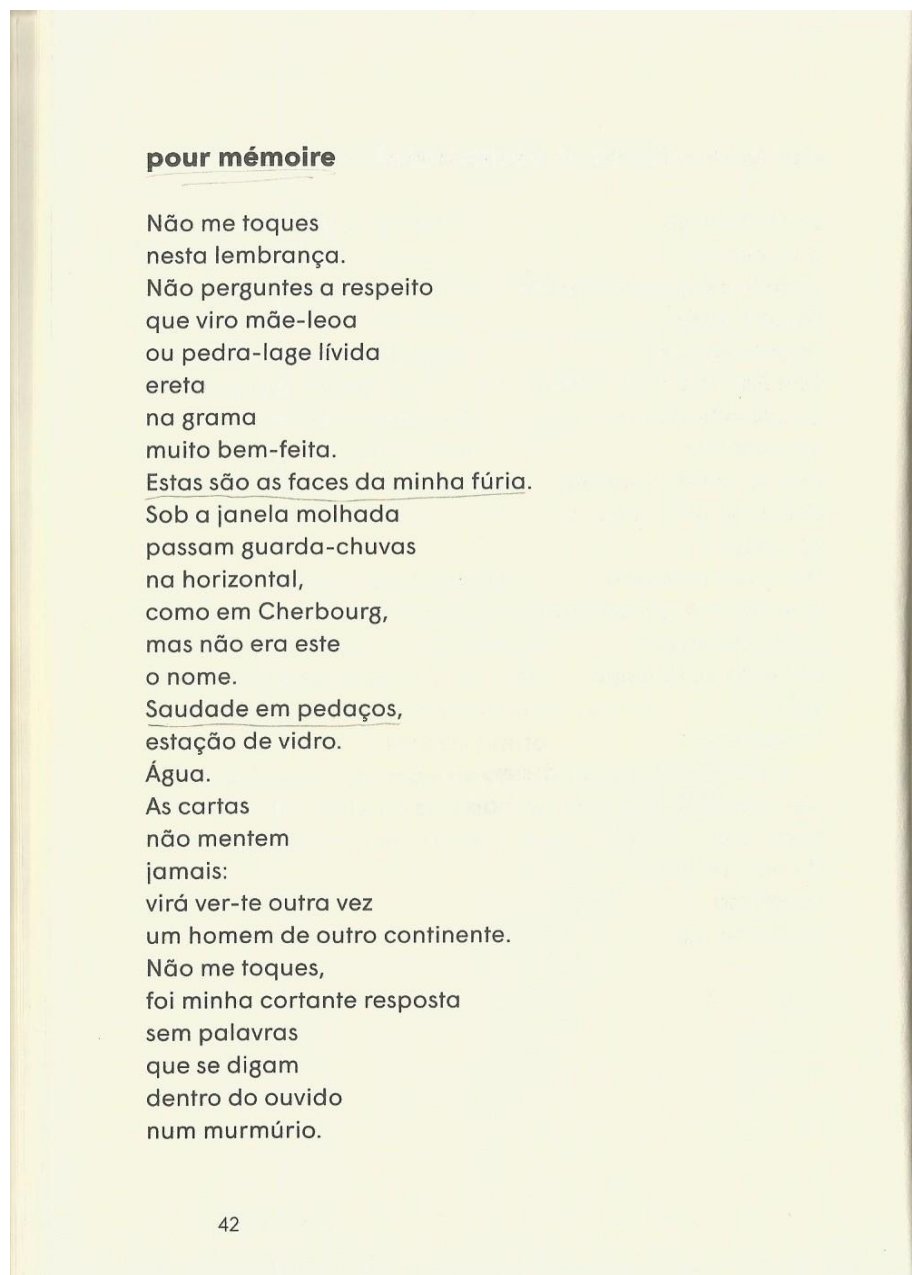 pour mémoire
Não me toques
nesta lembrança.
Não perguntes a respeito
que viro mãe-leoa
ou pedra-lage lívida
ereta
na grama
muito bem-feita.
Estas são as faces da minha fúria.
Sob a janela molhada
passam guarda-chuvas
na horizontal,
como em Cherbourg,
mas não era este
o nome.
Saudade em pedaços,
estação de vidro.
Água.
As cartas
não mentem
jamais:
virá ver-te outra vez
um homem de outro continente.
Não me toques,
foi minha cortante resposta
sem palavras
que se digam
dentro do ouvido
num murmúrio.
42